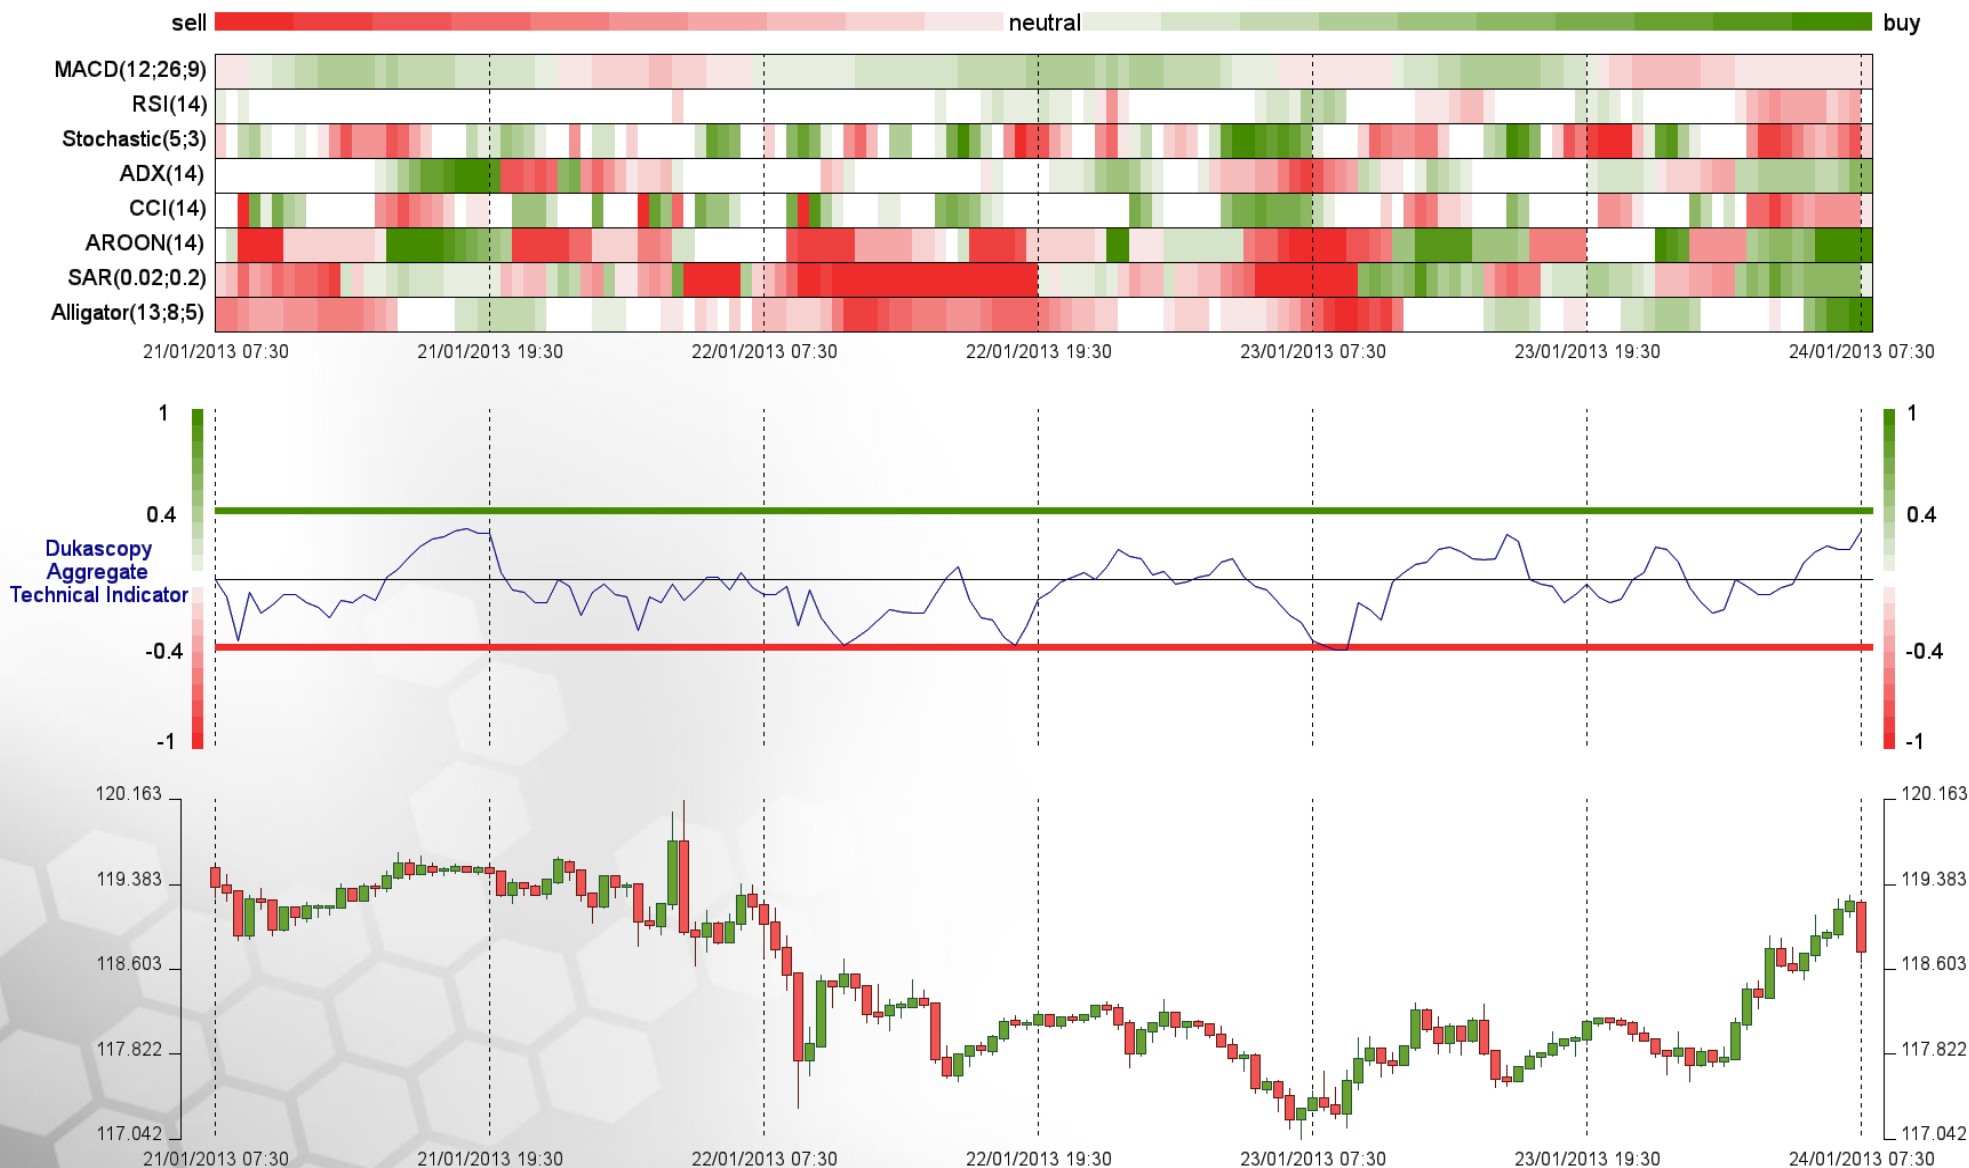 sell neutral buy
MACD(12;26;9)
RSI(14)
Stochastic(5;3)
ADX(14)
CCI(14)
AROON(14)
SAR(0.02;0.2)
Alligator(13;8;5)
21/01/2013 07:30 21/01/2013 19:30 22/01/2013 07:30 22/01/2013 19:30 23/01/2013 07:30 23/01/2013 19:30 24/01/2013 07:30
1 1
0.4 0.4
Dukascopy
Aggregate
Technical Indicator
-0.4 -0.4
-1 -1
120.163 120.163
119.383 119.383
118.603 118.603
117.822 117.822
117.042 117.042
21/01/2013 07:30 21/01/2013 19:30 22/01/2013 07:30 22/01/2013 19:30 23/01/2013 07:30 23/01/2013 19:30 24/01/2013 07:30